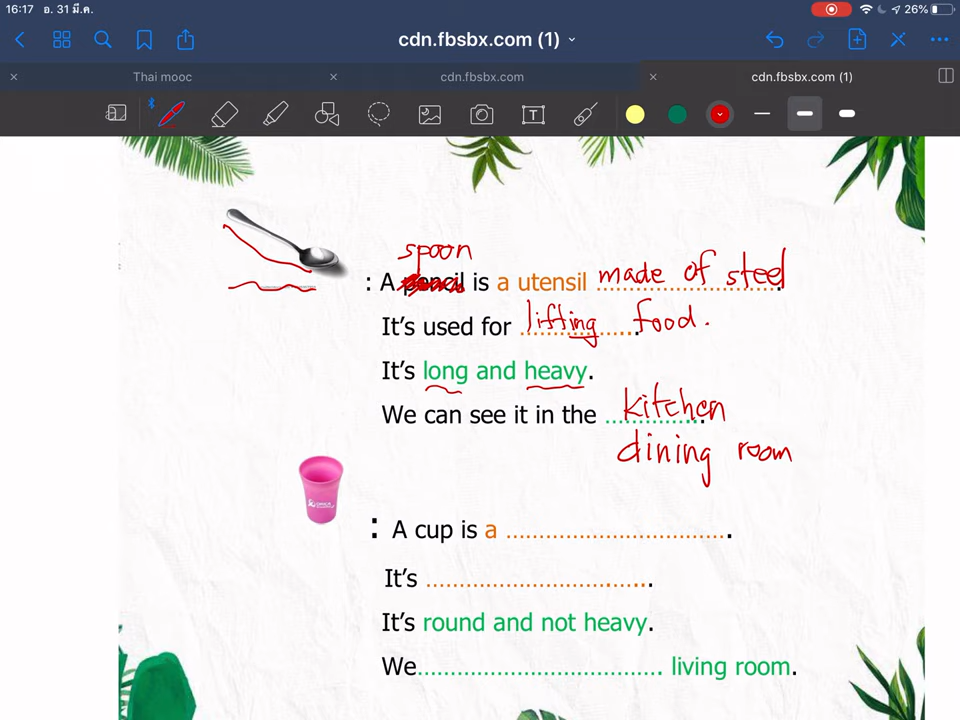 16:17 อ. 31 มี.ค. 26%
cdn.fbsbx.com (1)
Thai mooc cdn.fbsbx.com cdn.fbsbx.com (1)
T
spoon
: A pencil is a utensil made of steel.
It's used for lifting food.
It's long and heavy.
We can see it in the kitchen.
dining room
: A cup is a ................................
It's ................................
It's round and not heavy.
We.................................... living room.